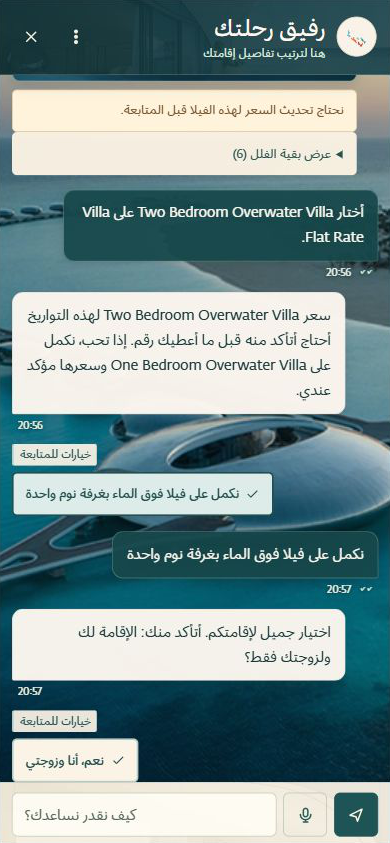 رفيق رحلتك
هنا لترتيب تفاصيل إقامتك
نحتاج تحديث السعر لهذه الفيلا قبل المتابعة.
◀ عرض بقية الفلل (6)
أختار Two Bedroom Overwater Villa على Villa
Flat Rate.
20:56
سعر Two Bedroom Overwater Villa لهذه التواريخ
أحتاج أتأكد منه قبل ما أعطيك رقم. إذا تحب، نكمل
على One Bedroom Overwater Villa وسعرها مؤكد
عندي.
20:56
خيارات للمتابعة
نكمل على فيلا فوق الماء بغرفة نوم واحدة
نكمل على فيلا فوق الماء بغرفة نوم واحدة
20:57
اختيار جميل لإقامتكم. أتأكد منك: الإقامة لك
ولزوجتك فقط؟
20:57
خيارات للمتابعة
نعم، أنا وزوجتي
كيف نقدر نساعدك؟